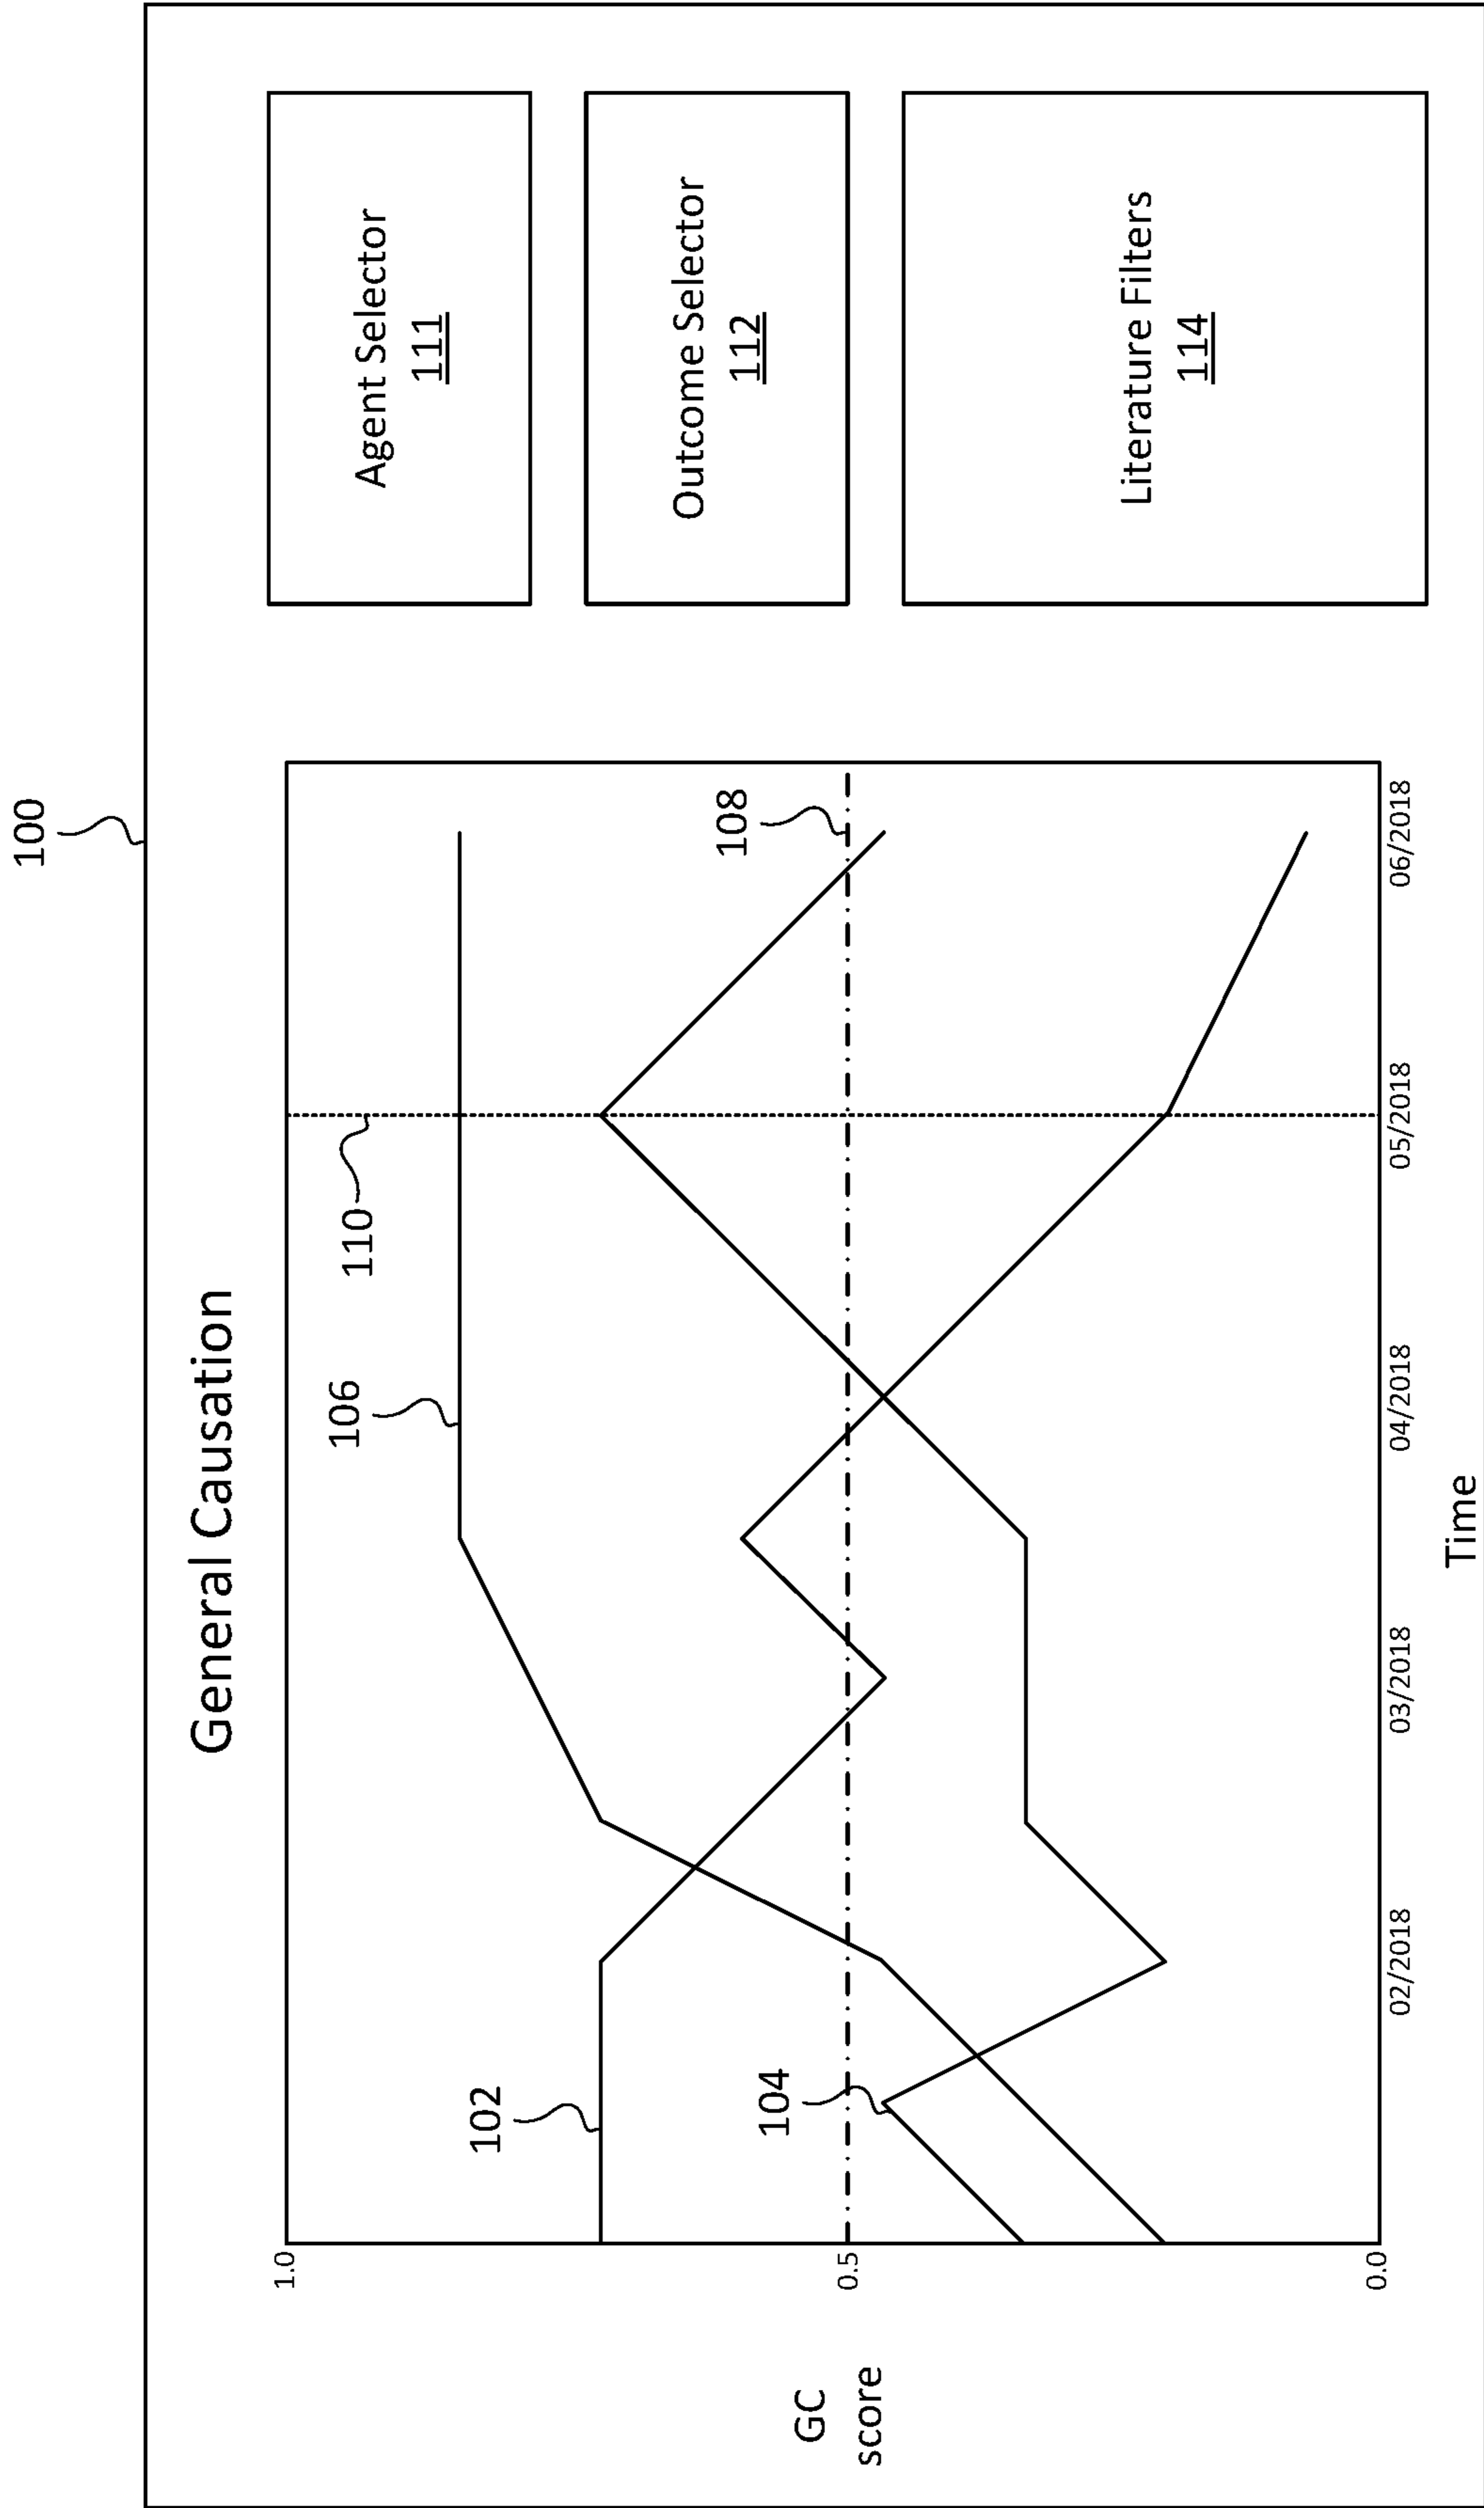 100
General Causation
GC
score
1.0
0.5
0.0
102
104
106
110
108
02/2018
03/2018
04/2018
05/2018
06/2018
Time
Agent Selector
111
Outcome Selector
112
Literature Filters
114